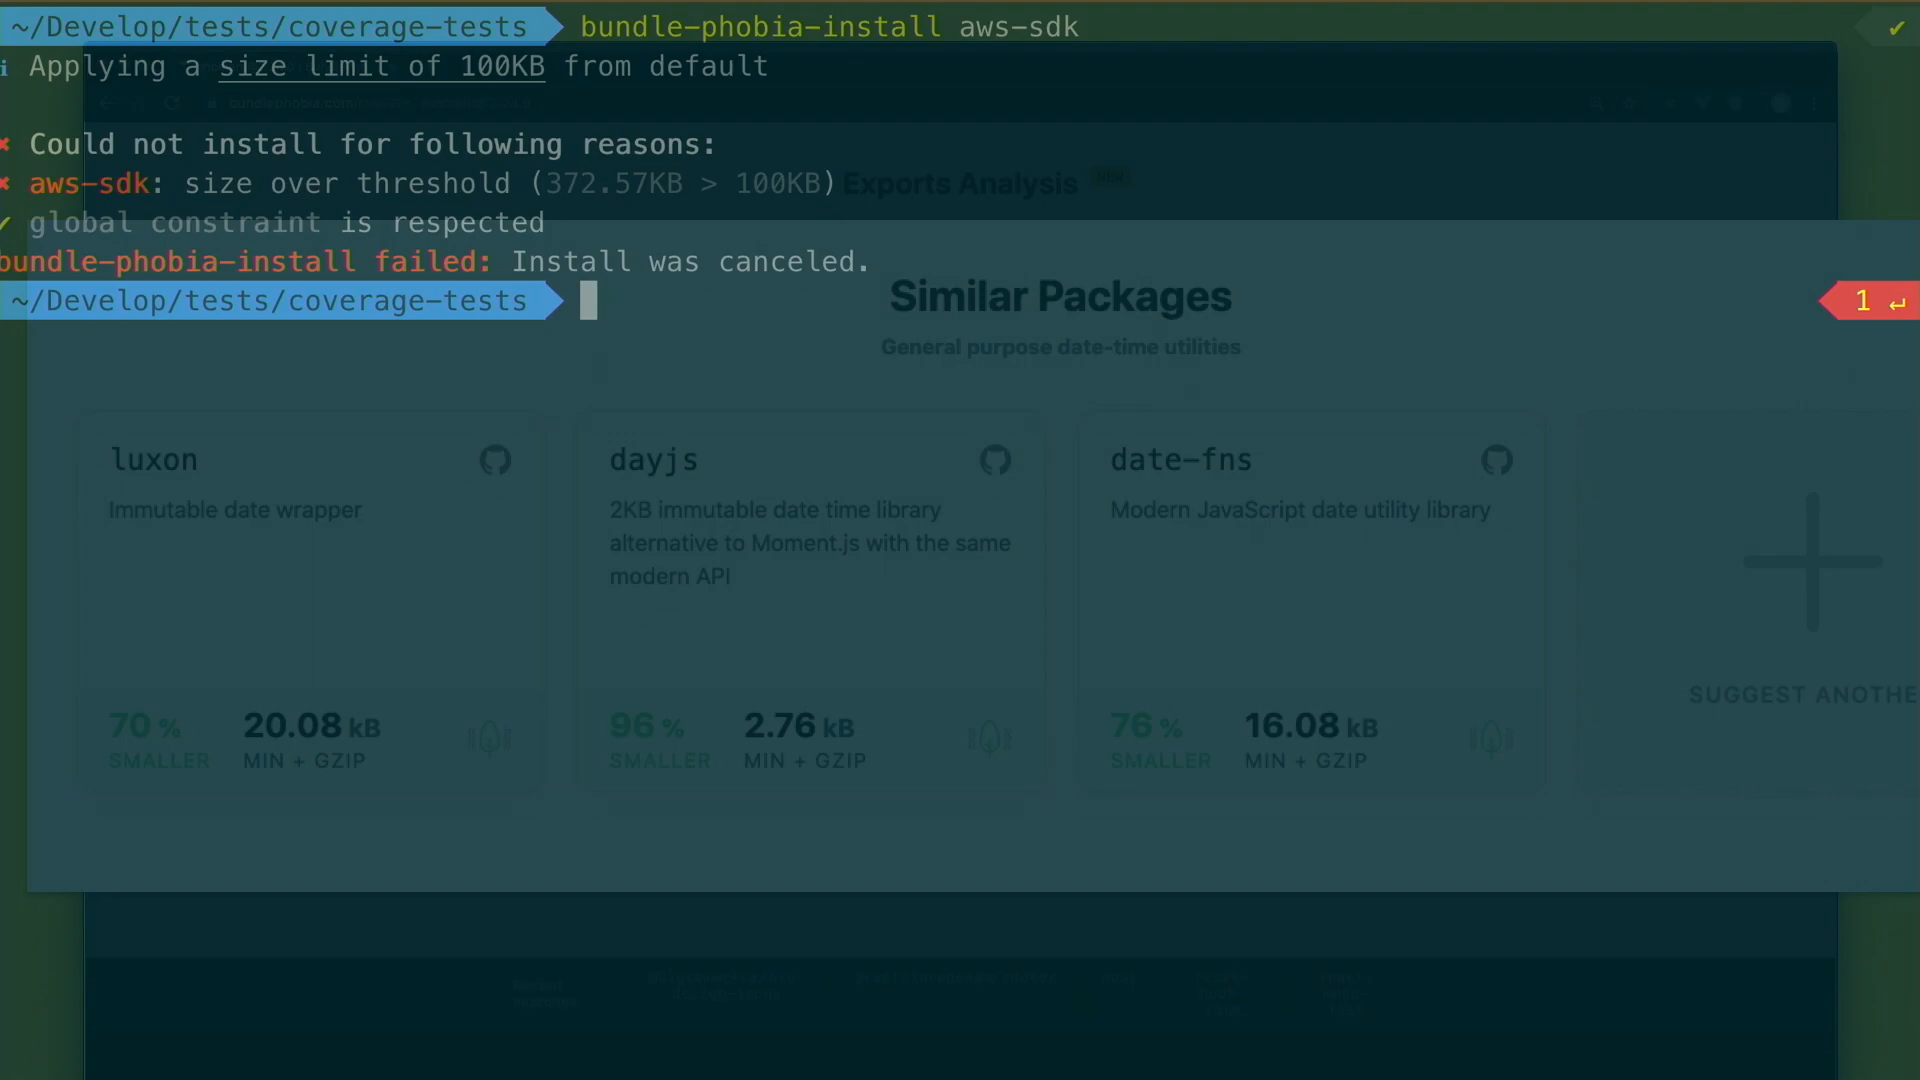 ~/Develop/tests/coverage-tests bundle-phobia-install aws-sdk ✔
ℹ Applying a size limit of 100KB from default
✖ Could not install for following reasons:
✖ aws-sdk: size over threshold (372.57KB > 100KB)
Exports Analysis NEW
✔ global constraint is respected
bundle-phobia-install failed: Install was canceled.
~/Develop/tests/coverage-tests 1 ↵
Similar Packages
General purpose date-time utilities
luxon
Immutable date wrapper
70 % SMALLER
20.08 kB MIN + GZIP
dayjs
2KB immutable date time library
alternative to Moment.js with the same
modern API
96 % SMALLER
2.76 kB MIN + GZIP
date-fns
Modern JavaScript date utility library
76 % SMALLER
16.08 kB MIN + GZIP
SUGGEST ANOTHE